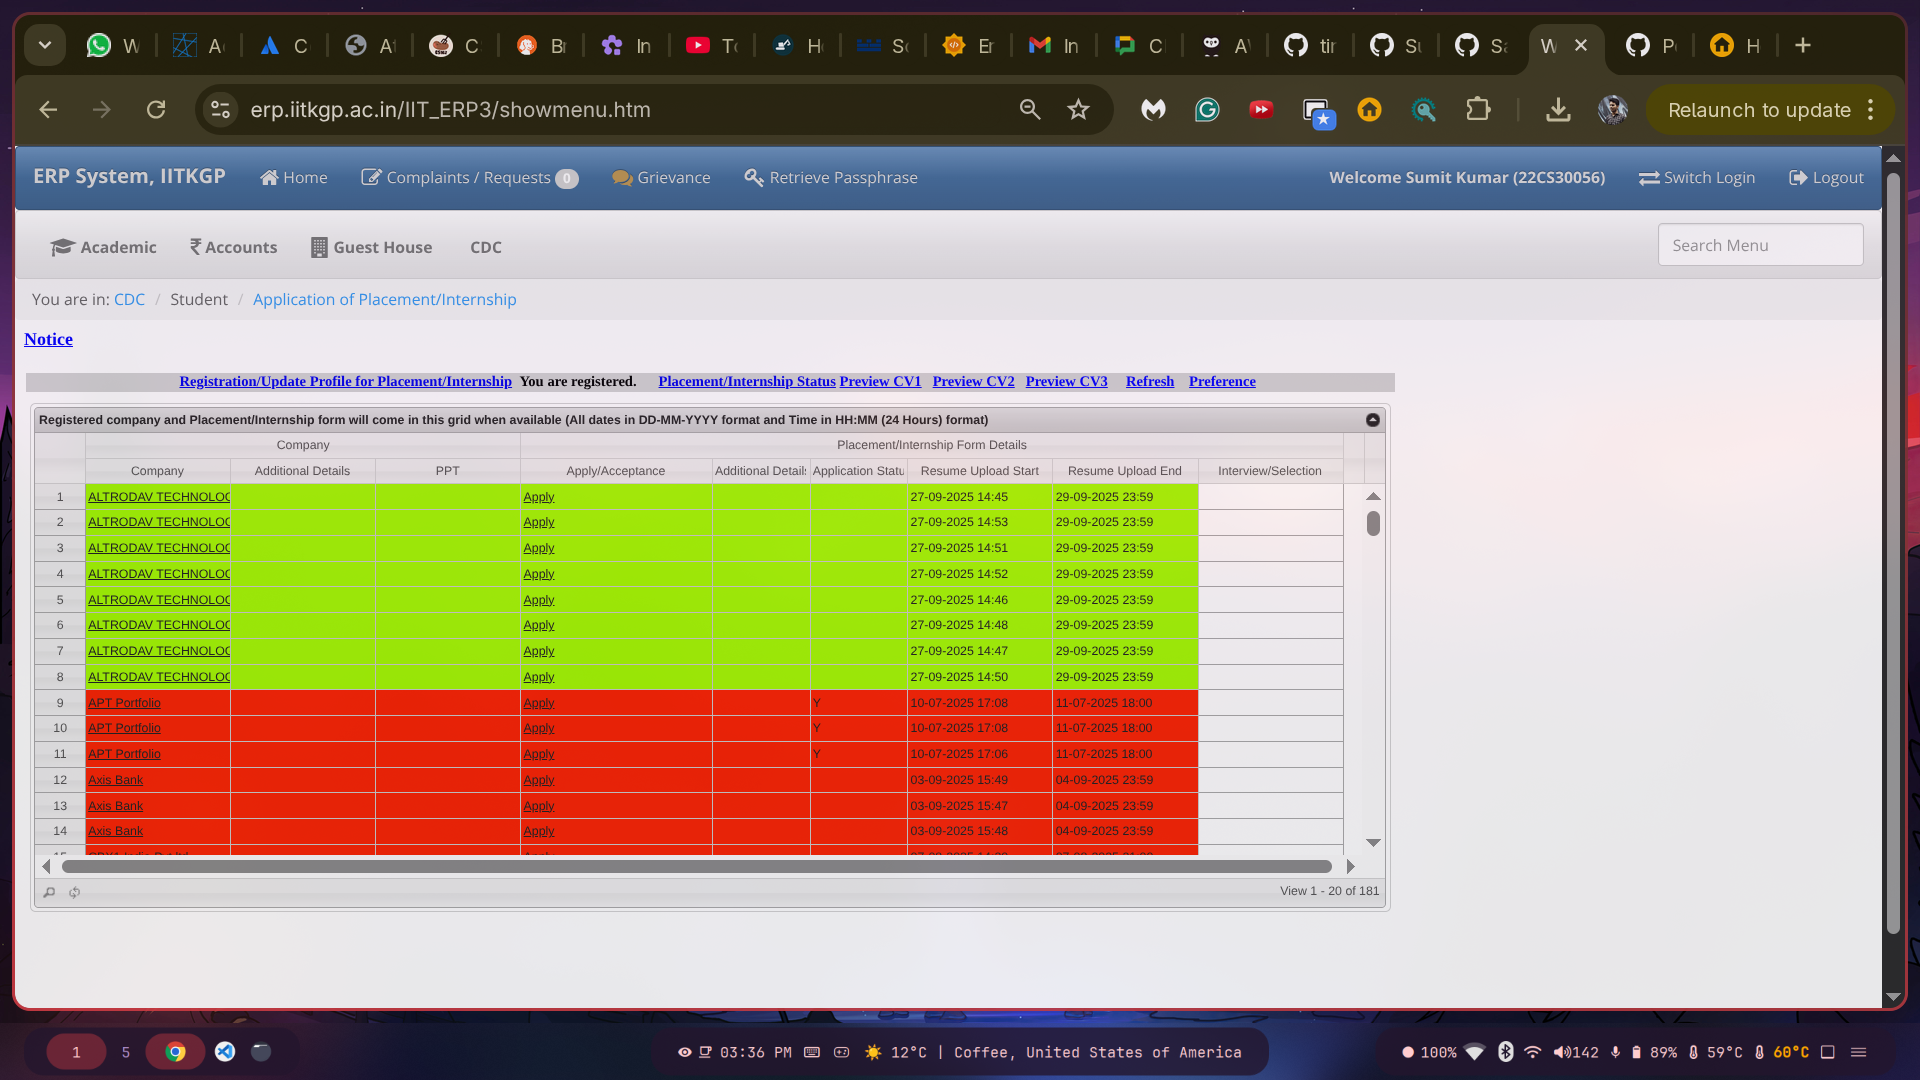 W A C At C Br In To He Sc En In Cl AV tir Su Sa W P H
erp.iitkgp.ac.in/IIT_ERP3/showmenu.htm
Relaunch to update
ERP System, IITKGP Home Complaints / Requests 0 Grievance Retrieve Passphrase Welcome Sumit Kumar (22CS30056) Switch Login Logout
Academic Accounts Guest House CDC Search Menu
You are in: CDC / Student / Application of Placement/Internship
Notice
Registration/Update Profile for Placement/Internship You are registered. Placement/Internship Status Preview CV1 Preview CV2 Preview CV3 Refresh Preference
Registered company and Placement/Internship form will come in this grid when available (All dates in DD-MM-YYYY format and Time in HH:MM (24 Hours) format)
Company Placement/Internship Form Details
Company Additional Details PPT Apply/Acceptance Additional Details Application Statu Resume Upload Start Resume Upload End Interview/Selection
1 ALTRODAV TECHNOLOG Apply 27-09-2025 14:45 29-09-2025 23:59
2 ALTRODAV TECHNOLOG Apply 27-09-2025 14:53 29-09-2025 23:59
3 ALTRODAV TECHNOLOG Apply 27-09-2025 14:51 29-09-2025 23:59
4 ALTRODAV TECHNOLOG Apply 27-09-2025 14:52 29-09-2025 23:59
5 ALTRODAV TECHNOLOG Apply 27-09-2025 14:46 29-09-2025 23:59
6 ALTRODAV TECHNOLOG Apply 27-09-2025 14:48 29-09-2025 23:59
7 ALTRODAV TECHNOLOG Apply 27-09-2025 14:47 29-09-2025 23:59
8 ALTRODAV TECHNOLOG Apply 27-09-2025 14:50 29-09-2025 23:59
9 APT Portfolio Apply Y 10-07-2025 17:08 11-07-2025 18:00
10 APT Portfolio Apply Y 10-07-2025 17:08 11-07-2025 18:00
11 APT Portfolio Apply Y 10-07-2025 17:06 11-07-2025 18:00
12 Axis Bank Apply 03-09-2025 15:49 04-09-2025 23:59
13 Axis Bank Apply 03-09-2025 15:47 04-09-2025 23:59
14 Axis Bank Apply 03-09-2025 15:48 04-09-2025 23:59
View 1 - 20 of 181
1 5 03:36 PM 12°C | Coffee, United States of America 100% 142 89% 59°C 60°C